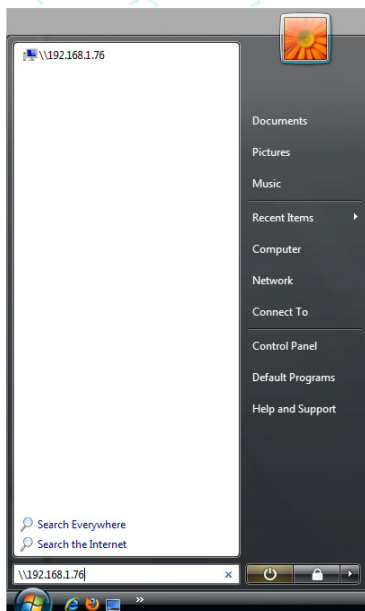 \\192.168.1.76
Documents
Pictures
Music
Recent Items
Computer
Network
Connect To
Control Panel
Default Programs
Help and Support
Search Everywhere
Search the Internet
\\192.168.1.76